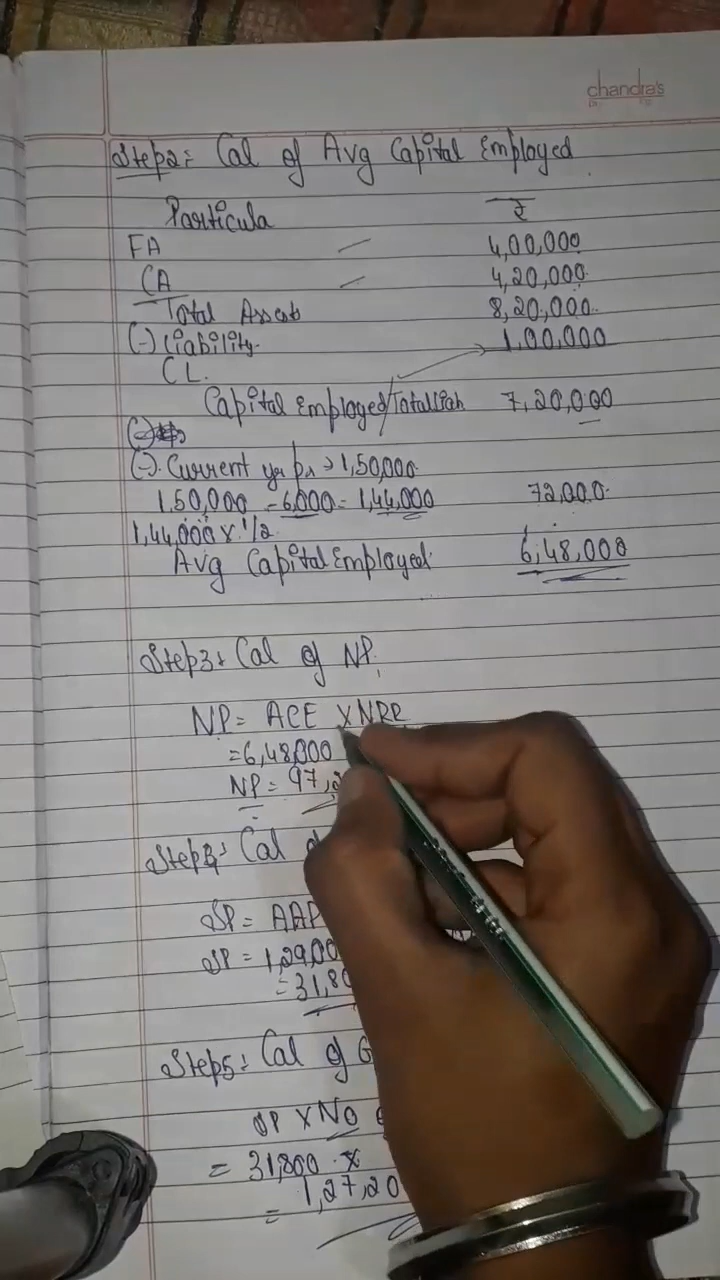 chandra's
Step2: Cal of Avg Capital Employed
Particula ₹
FA 4,00,000
CA 4,20,000
Total Asset 8,20,000
(-) liability 1,00,000
CL.
Capital Employed/Total liah 7,20,000
(-)
(-). Current yr pr → 1,50,000
1,50,000 - 6,000 = 1,44,000 72,000
1,44,000 x 1/2
Avg Capital Employed 6,48,000
Step3: Cal of NP
NP = ACE X NRR
= 6,48,000
NP = 97,2
Step4: Cal o
SP = AAP
SP = 1,29,00
= 31,80
Step5: Cal of G
SP X No
= 31,800 x
= 1,27,20